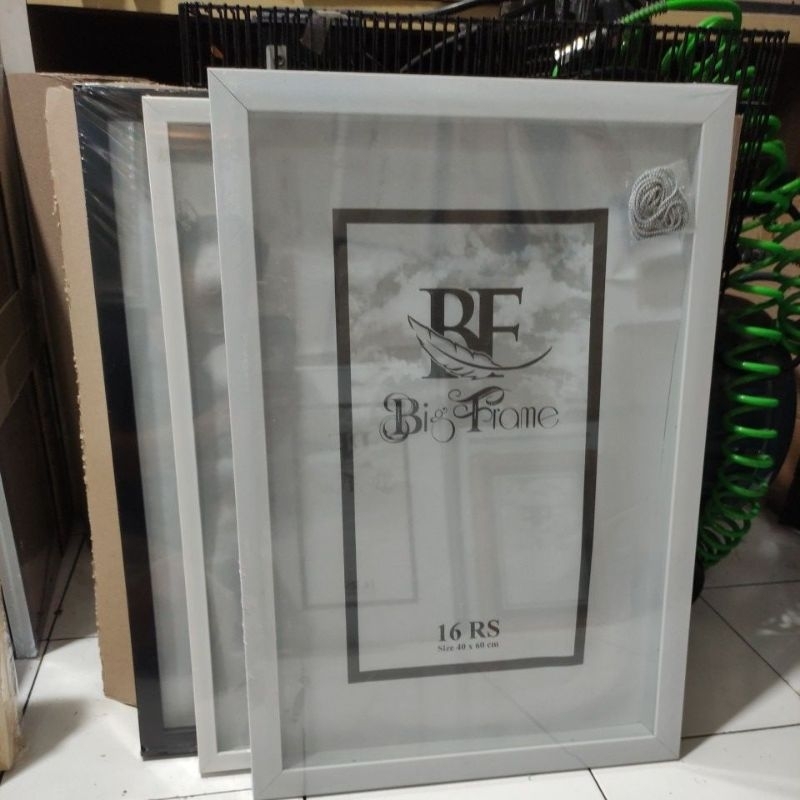 BF
Big Frame
16 RS
Size 40 x 60 cm